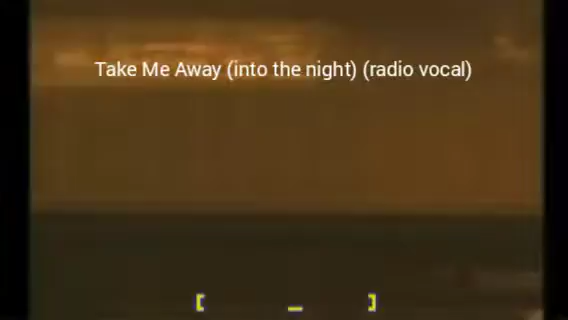 Take Me Away (into the night) (radio vocal)
[ _ ]